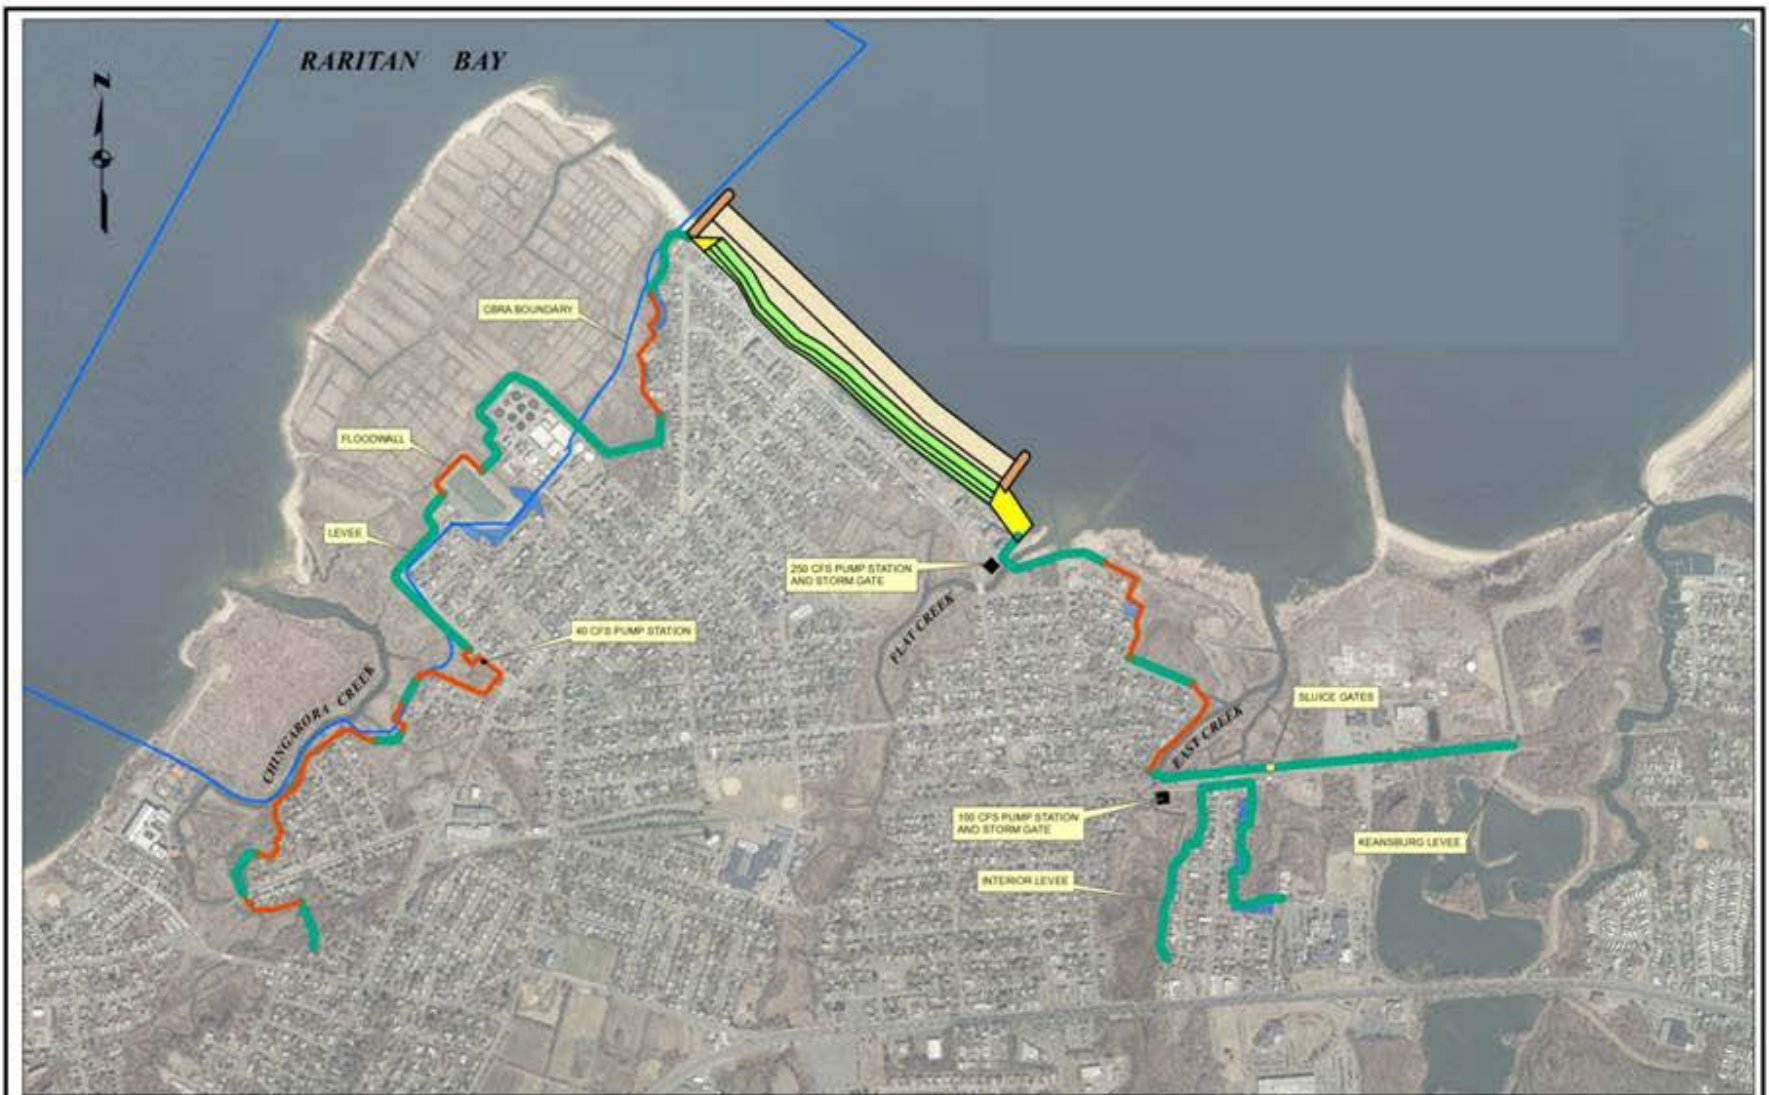 RARITAN BAY
N
CBRA BOUNDARY
FLOODWALL
LEVEE
250 CFS PUMP STATION
AND STORM GATE
FLAT CREEK
40 CFS PUMP STATION
CHINGARORA CREEK
SLUICE GATES
EAST CREEK
100 CFS PUMP STATION
AND STORM GATE
KEANSBURG LEVEE
INTERIOR LEVEE